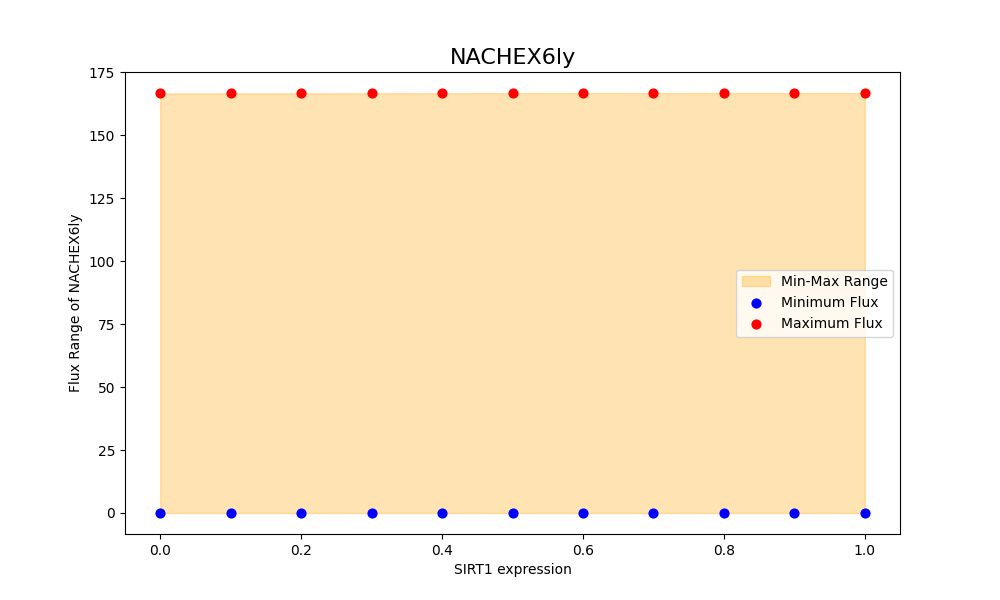 NACHEX6ly
175
150
125
100
75
50
25
0
Flux Range of NACHEX6ly
Min-Max Range
Minimum Flux
Maximum Flux
0.0 0.2 0.4 0.6 0.8 1.0
SIRT1 expression